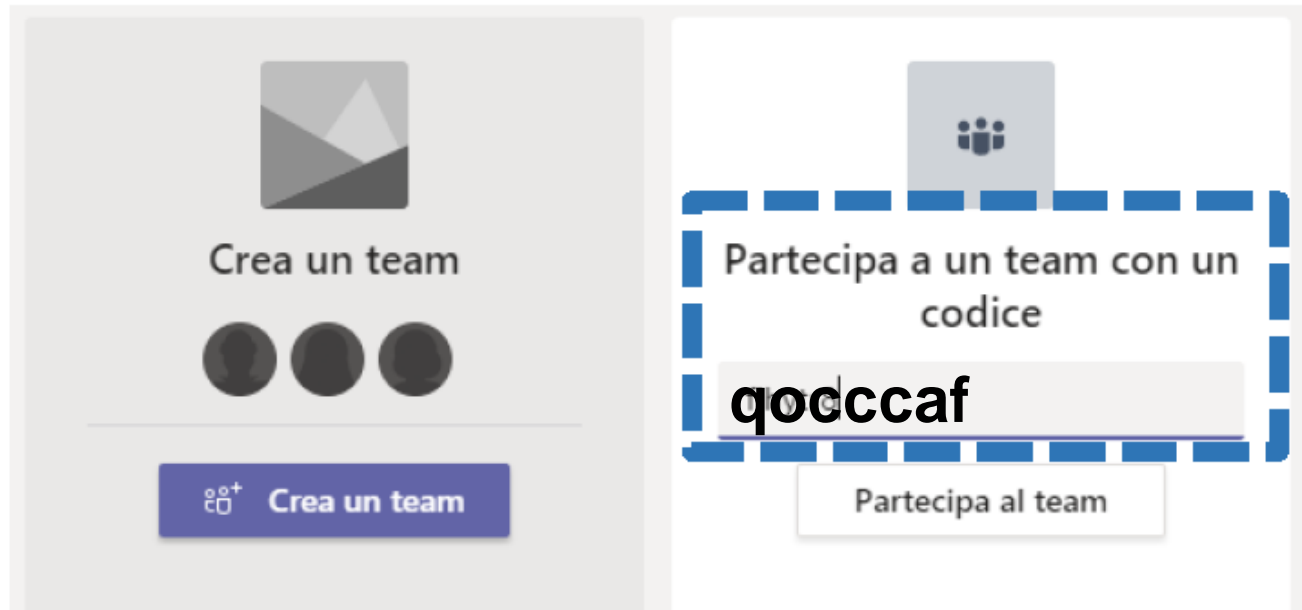 Crea un team
Crea un team
Partecipa a un team con un
codice
qocccaf
Partecipa al team